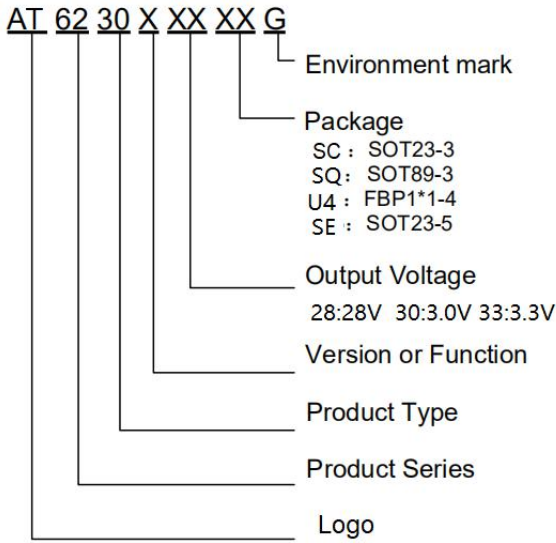 AT 62 30 X XX XX G
Environment mark
Package
SC： SOT23-3
SQ： SOT89-3
U4： FBP1*1-4
SE： SOT23-5
Output Voltage
28:28V 30:3.0V 33:3.3V
Version or Function
Product Type
Product Series
Logo